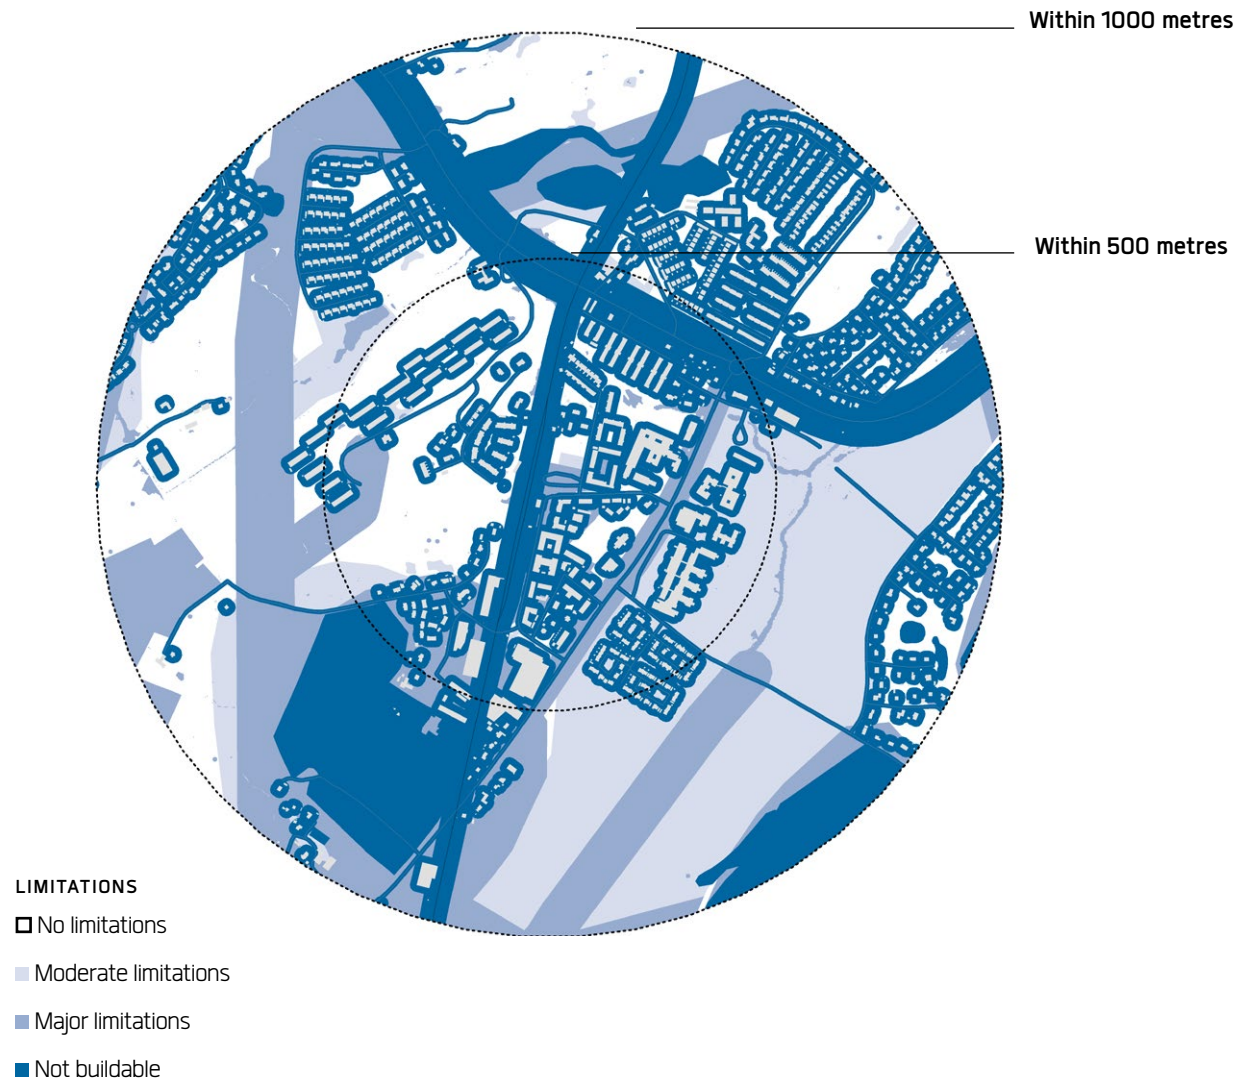 Within 1000 metres
Within 500 metres
LIMITATIONS
No limitations
Moderate limitations
Major limitations
Not buildable